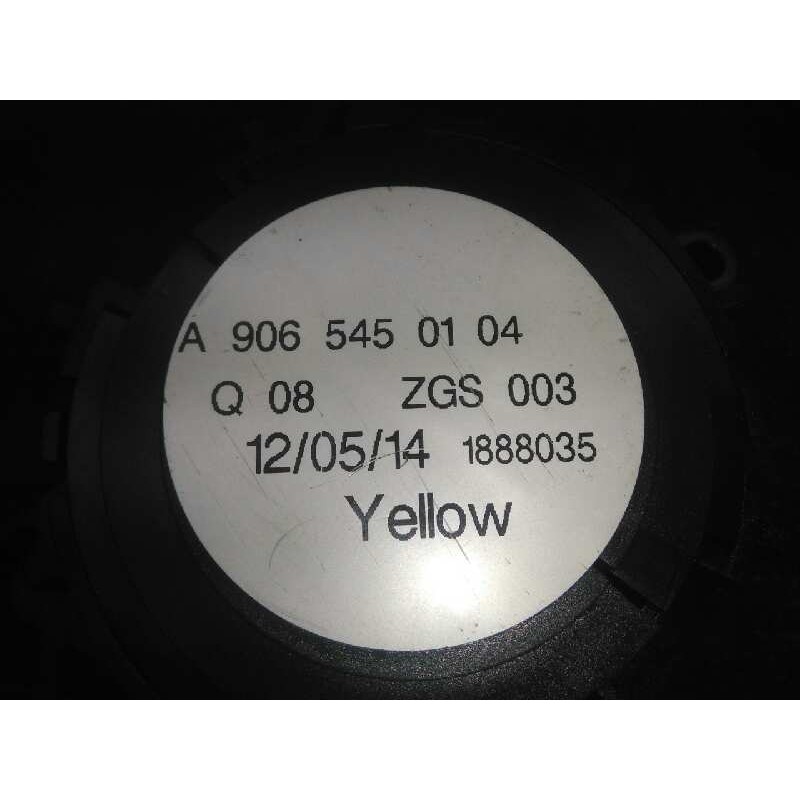 A 906 545 01 04
Q 08 ZGS 003
12/05/14 1888035
Yellow